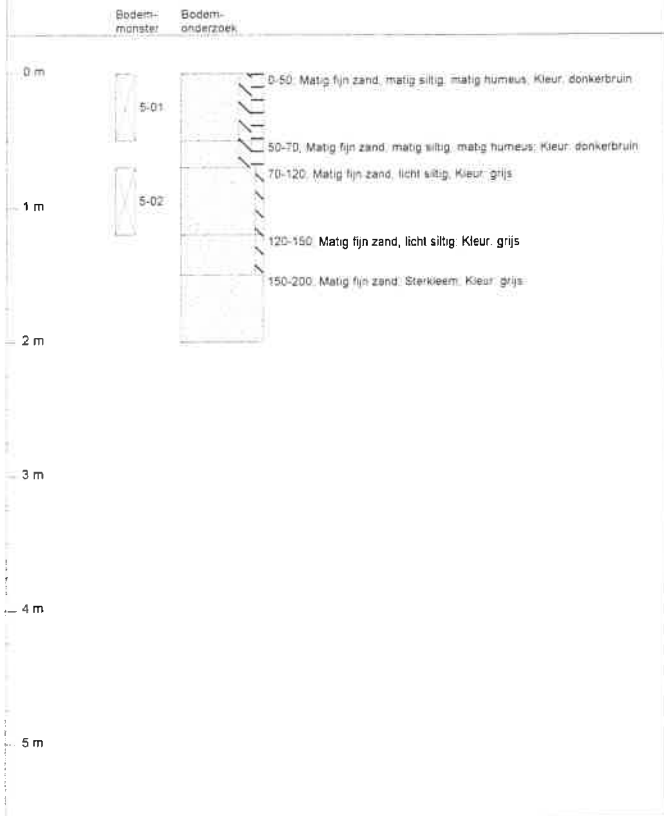 Bodem-
monster
Bodem-
onderzoek
0 m
0-50; Matig fijn zand, matig siltig, matig humeus; Kleur: donkerbruin
5-01
50-70; Matig fijn zand, matig siltig, matig humeus; Kleur: donkerbruin
70-120; Matig fijn zand, licht siltig; Kleur: grijs
5-02
1 m
120-150; Matig fijn zand, licht siltig; Kleur: grijs
150-200; Matig fijn zand; Sterkleem; Kleur: grijs
2 m
3 m
4 m
5 m